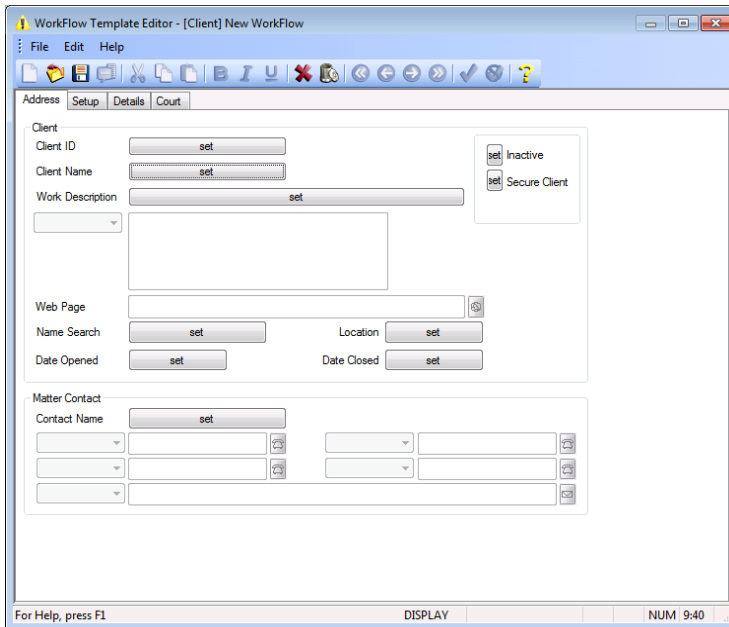 WorkFlow Template Editor - [Client] New WorkFlow
File Edit Help
B I U ?
Address Setup Details Court
Client
Client ID set
set Inactive
Client Name set
set Secure Client
Work Description set
Web Page
Name Search set Location set
Date Opened set Date Closed set
Matter Contact
Contact Name set
For Help, press F1 DISPLAY NUM 9:40